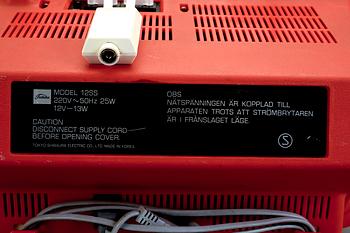 Toshiba
MODEL 12SS
220V~50Hz 25W
12V⎓13W
CAUTION
DISCONNECT SUPPLY CORD
BEFORE OPENING COVER.
TOKYO SHIBAURA ELECTRIC CO., LTD. MADE IN KOREA
OBS
NÄTSPÄNNINGEN ÄR KOPPLAD TILL
APPARATEN TROTS ATT STRÖMBRYTAREN
ÄR I FRÅNSLAGET LÄGE.
S